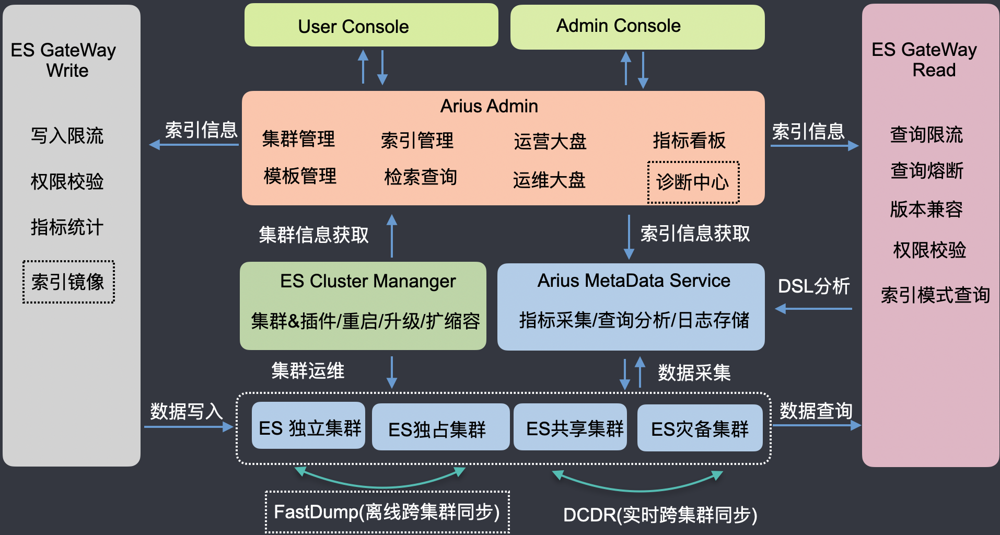 ES GateWay
Write
写入限流
权限校验
指标统计
索引镜像
User Console
Admin Console
索引信息
Arius Admin
集群管理
索引管理
运营大盘
指标看板
模板管理
检索查询
运维大盘
诊断中心
索引信息
集群信息获取
索引信息获取
ES Cluster Mananger
集群&插件/重启/升级/扩缩容
Arius MetaData Service
指标采集/查询分析/日志存储
DSL分析
集群运维
数据采集
数据写入
ES 独立集群
ES独占集群
ES共享集群
ES灾备集群
数据查询
FastDump(离线跨集群同步)
DCDR(实时跨集群同步)
ES GateWay
Read
查询限流
查询熔断
版本兼容
权限校验
索引模式查询